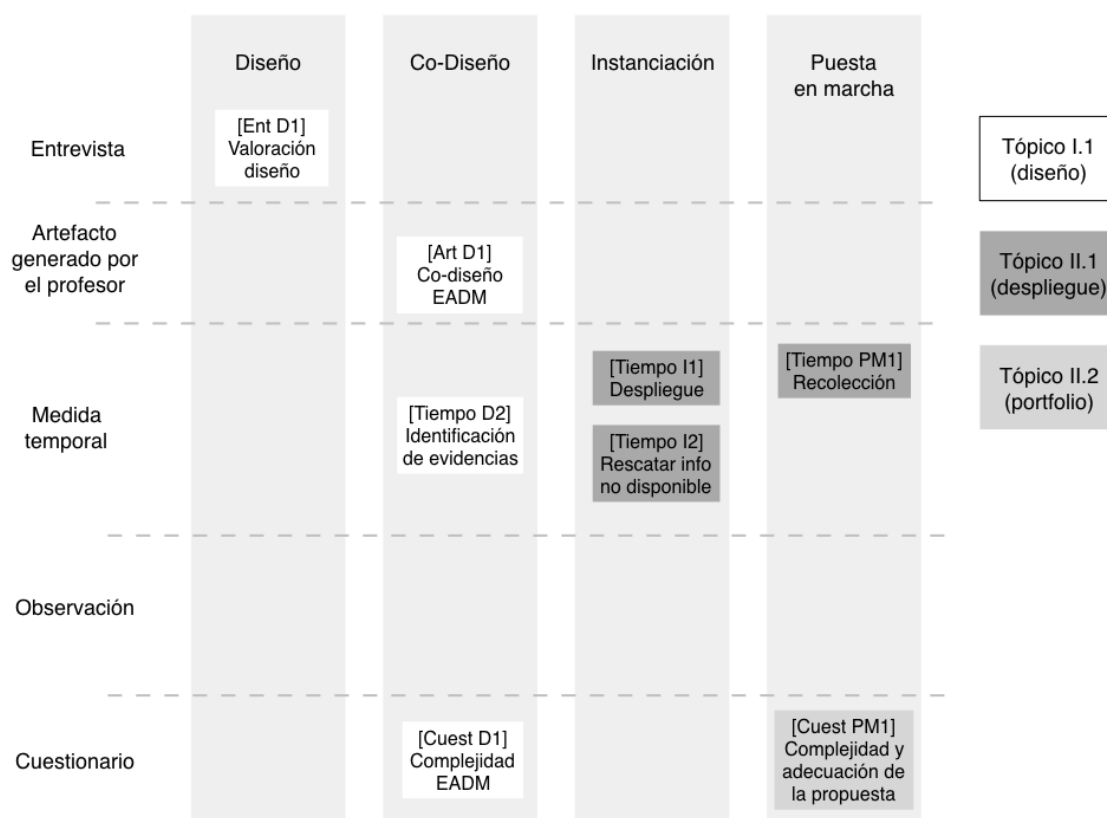 Diseño
Co-Diseño
Instanciación
Puesta
en marcha
Entrevista
[Ent D1]
Valoración
diseño
Tópico I.1
(diseño)
Artefacto
generado por
el profesor
[Art D1]
Co-diseño
EADM
Tópico II.1
(despliegue)
Medida
temporal
[Tiempo D2]
Identificación
de evidencias
[Tiempo I1]
Despliegue
[Tiempo I2]
Rescatar info
no disponible
[Tiempo PM1]
Recolección
Tópico II.2
(portfolio)
Observación
Cuestionario
[Cuest D1]
Complejidad
EADM
[Cuest PM1]
Complejidad y
adecuación de
la propuesta